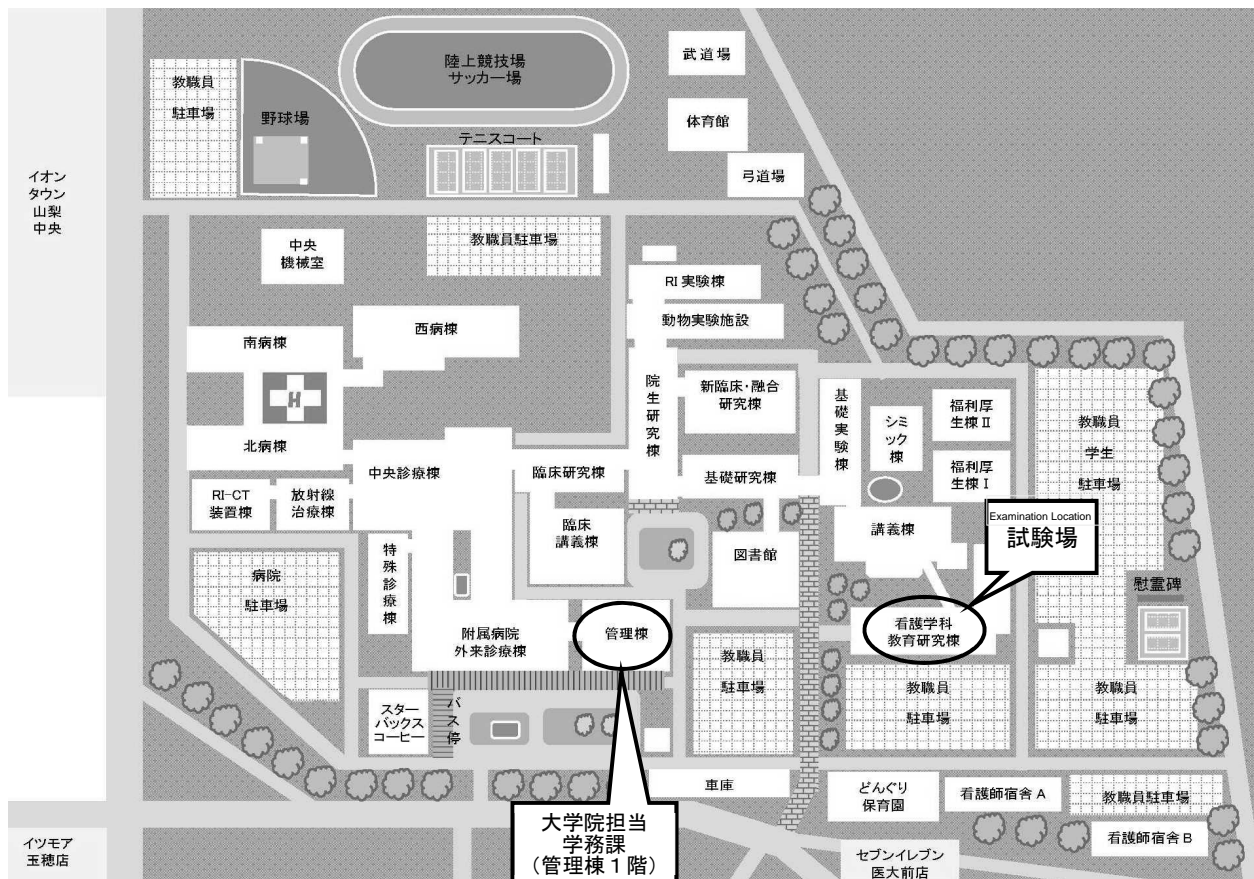 陸上競技場
サッカー場
武道場
教職員
駐車場
野球場
体育館
テニスコート
弓道場
イオン
タウン
山梨
中央
中央
機械室
教職員駐車場
RI 実験棟
動物実験施設
西病棟
南病棟
院生研究棟
新臨床・融合
研究棟
基礎実験棟
シミック棟
福利厚
生棟Ⅱ
教職員
学生
駐車場
北病棟
中央診療棟
臨床研究棟
基礎研究棟
福利厚
生棟Ⅰ
RI-CT
装置棟
放射線
治療棟
臨床
講義棟
図書館
講義棟
Examination Location
試験場
特殊診療棟
病院
駐車場
慰霊碑
附属病院
外来診療棟
管理棟
看護学科
教育研究棟
教職員
駐車場
教職員
駐車場
教職員
駐車場
スター
バックス
コーヒー
バス停
車庫
どんぐり
保育園
看護師宿舎 A
教職員駐車場
大学院担当
学務課
(管理棟1階)
看護師宿舎 B
イツモア
玉穂店
セブンイレブン
医大前店
H